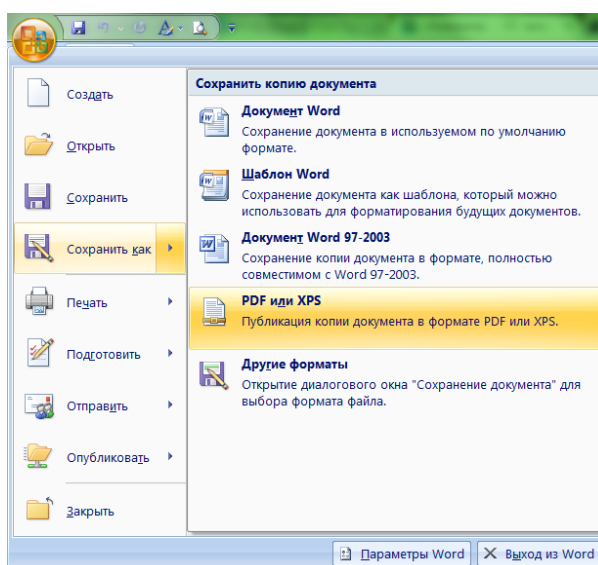 Создать
Открыть
Сохранить
Сохранить как
Печать
Подготовить
Отправить
Опубликовать
Закрыть
Сохранить копию документа
Документ Word
Сохранение документа в используемом по умолчанию
формате.
Шаблон Word
Сохранение документа как шаблона, который можно
использовать для форматирования будущих документов.
Документ Word 97-2003
Сохранение копии документа в формате, полностью
совместимом с Word 97-2003.
PDF или XPS
Публикация копии документа в формате PDF или XPS.
Другие форматы
Открытие диалогового окна "Сохранение документа" для
выбора формата файла.
Параметры Word
Выход из Word